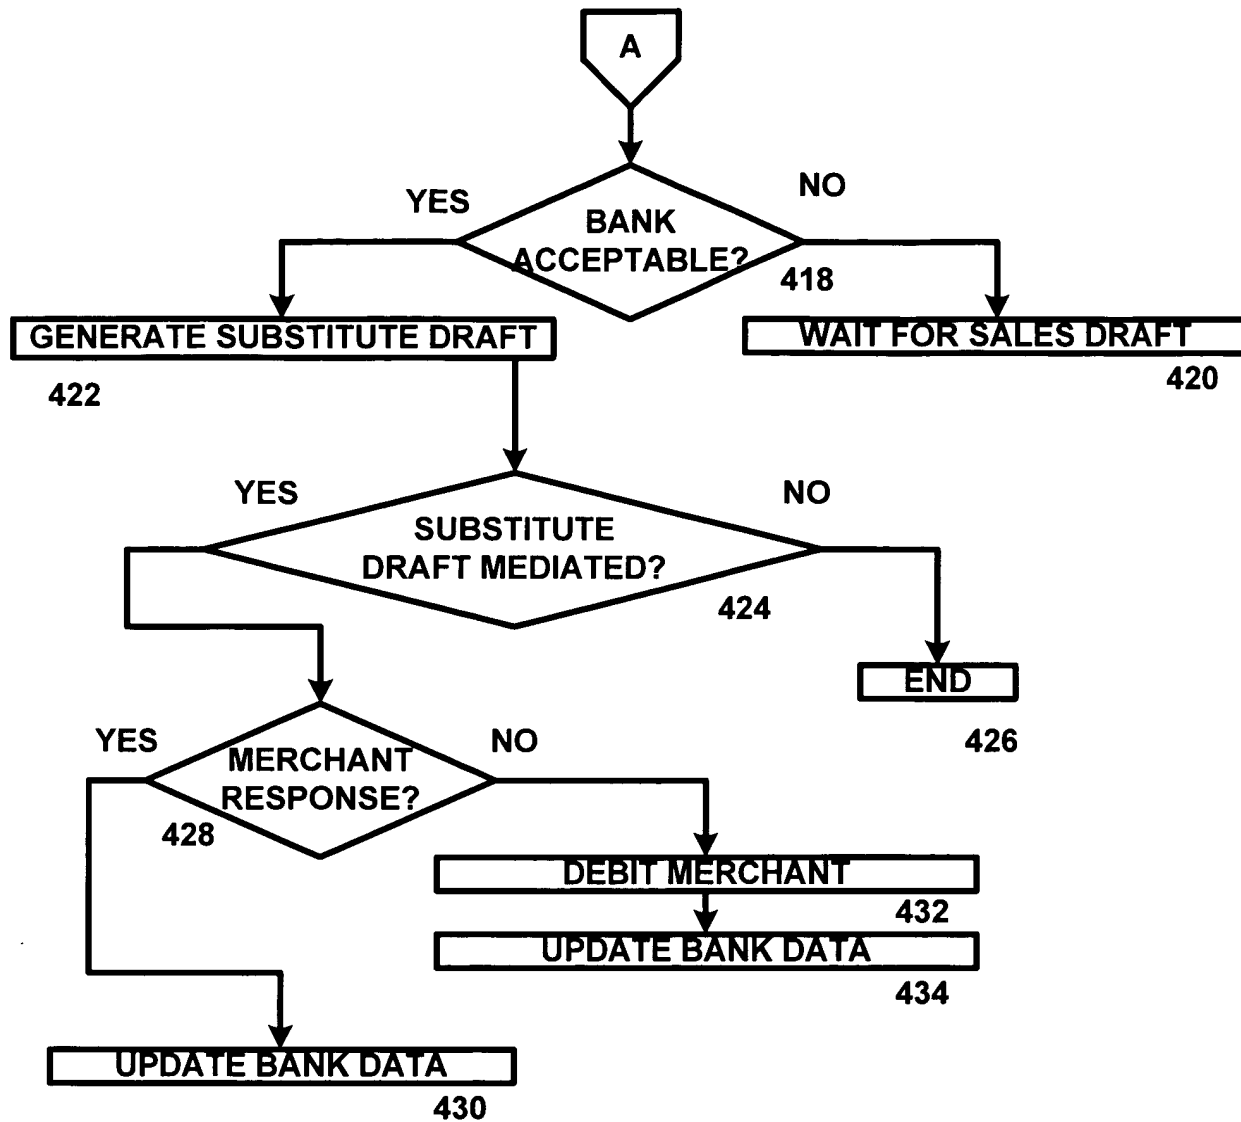 A
YES
NO
BANK
ACCEPTABLE?
418
GENERATE SUBSTITUTE DRAFT
WAIT FOR SALES DRAFT
422
420
YES
NO
SUBSTITUTE
DRAFT MEDIATED?
424
END
426
YES
NO
MERCHANT
RESPONSE?
428
DEBIT MERCHANT
432
UPDATE BANK DATA
434
UPDATE BANK DATA
430